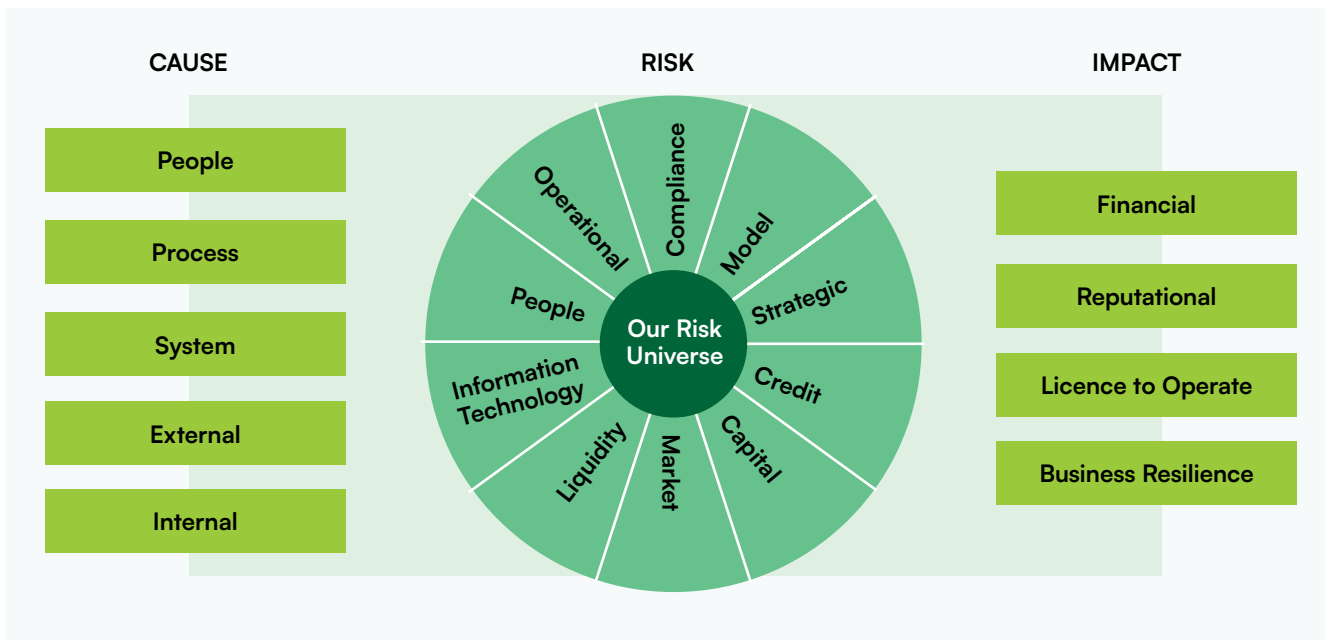 CAUSE
RISK
IMPACT
People
Process
System
External
Internal
Compliance
Model
Strategic
Credit
Capital
Market
Liquidity
Information
Technology
People
Operational
Our Risk
Universe
Financial
Reputational
Licence to Operate
Business Resilience